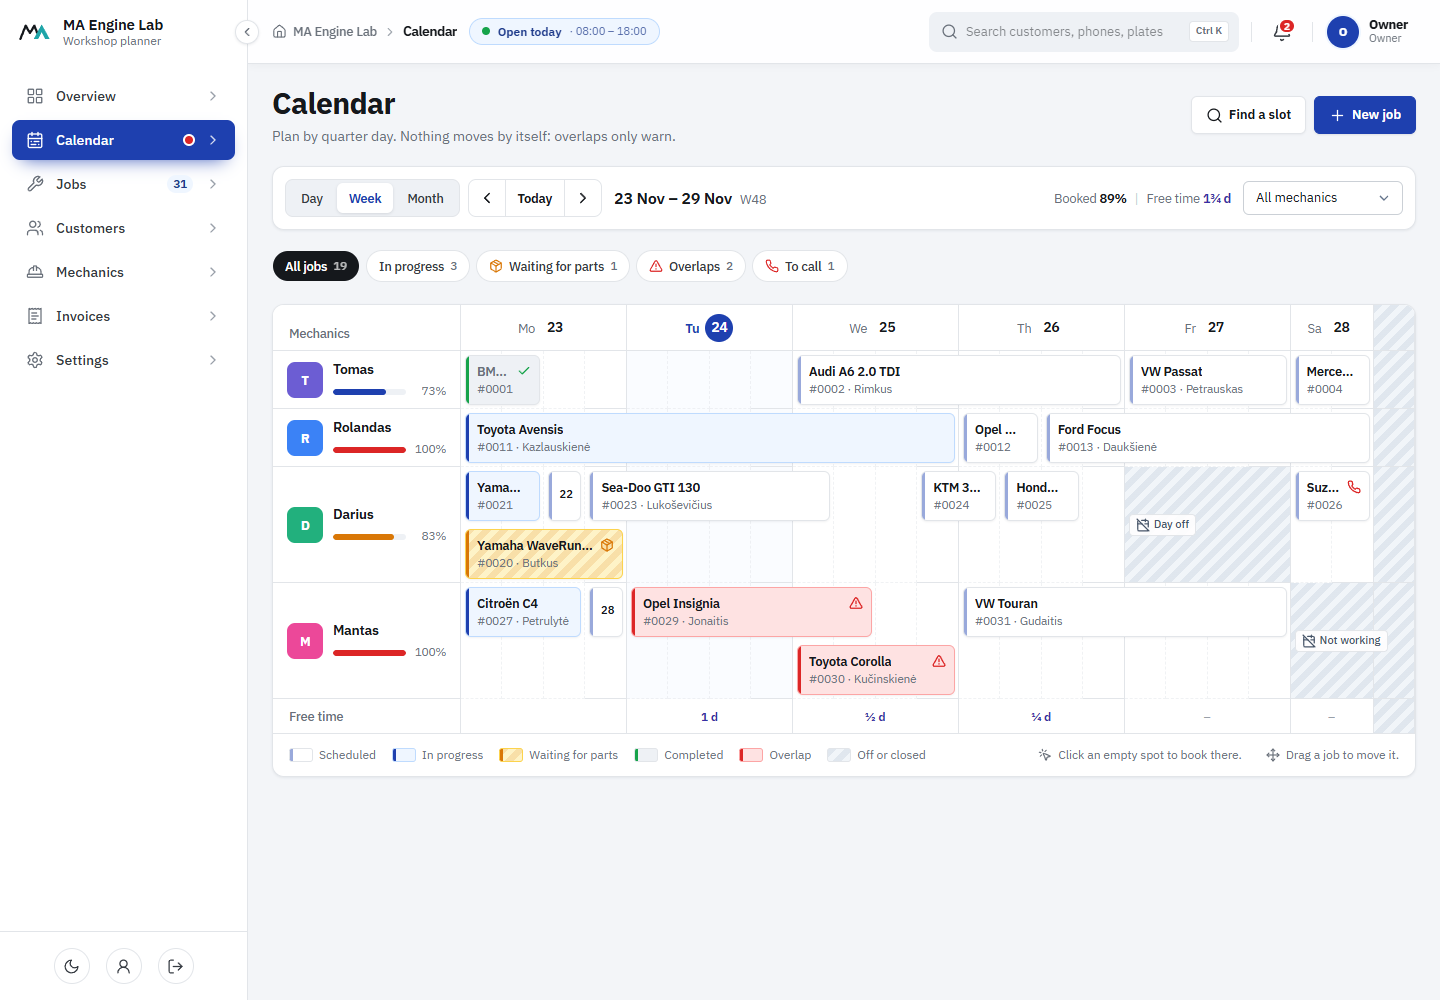 MA Engine Lab
Workshop planner
MA Engine Lab
Calendar
Open today · 08:00 – 18:00
Search customers, phones, plates
Ctrl K
2
O
Owner
Owner
Overview
Calendar
Jobs
31
Customers
Mechanics
Invoices
Settings
Calendar
Plan by quarter day. Nothing moves by itself: overlaps only warn.
Find a slot
New job
Day
Week
Month
Today
23 Nov – 29 Nov W48
Booked 89%
Free time 1¾ d
All mechanics
All jobs 19
In progress 3
Waiting for parts 1
Overlaps 2
To call 1
Mechanics
Mo 23
Tu 24
We 25
Th 26
Fr 27
Sa 28
T
Tomas
73%
BM...
#0001
Audi A6 2.0 TDI
#0002 · Rimkus
VW Passat
#0003 · Petrauskas
Merce...
#0004
R
Rolandas
100%
Toyota Avensis
#0011 · Kazlauskienė
Opel ...
#0012
Ford Focus
#0013 · Daukšienė
D
Darius
83%
Yama...
#0021
22
Sea-Doo GTI 130
#0023 · Lukoševičius
KTM 3...
#0024
Hond...
#0025
Day off
Suz...
#0026
Yamaha WaveRun...
#0020 · Butkus
M
Mantas
100%
Citroën C4
#0027 · Petrulytė
28
Opel Insignia
#0029 · Jonaitis
VW Touran
#0031 · Gudaitis
Not working
Toyota Corolla
#0030 · Kučinskienė
Free time
1 d
½ d
¼ d
–
–
Scheduled
In progress
Waiting for parts
Completed
Overlap
Off or closed
Click an empty spot to book there.
Drag a job to move it.